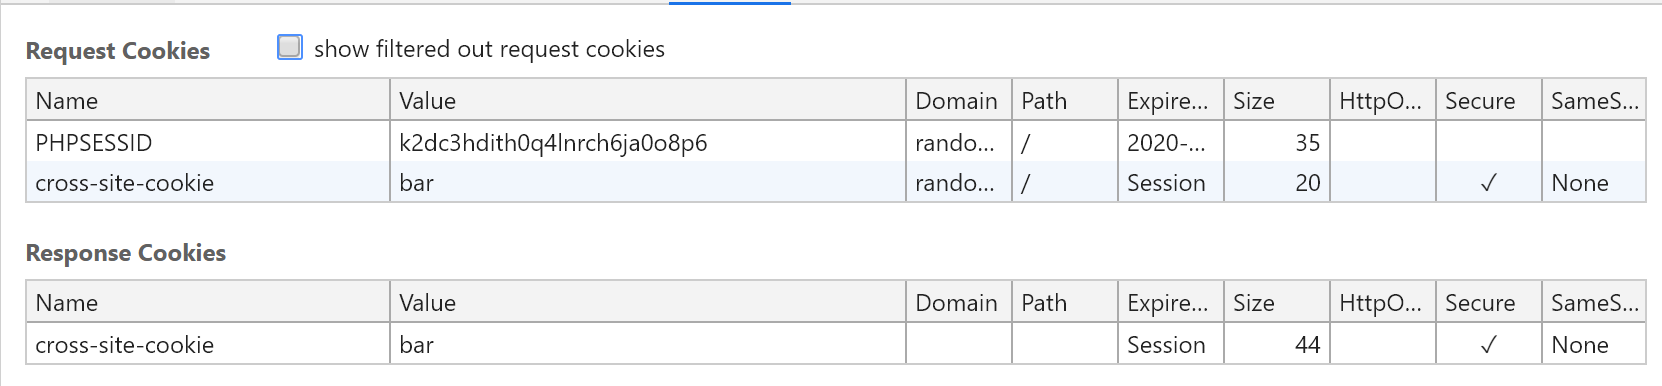 Request Cookies show filtered out request cookies
Name Value Domain Path Expire... Size HttpO... Secure SameS...
PHPSESSID k2dc3hdith0q4lnrch6ja0o8p6 rando... / 2020-... 35
cross-site-cookie bar rando... / Session 20 ✓ None
Response Cookies
Name Value Domain Path Expire... Size HttpO... Secure SameS...
cross-site-cookie bar Session 44 ✓ None